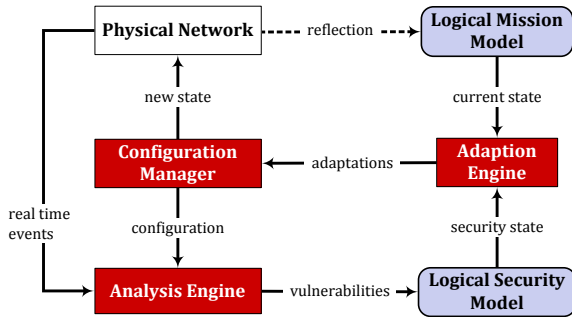 Physical Network
reflection
Logical Mission
Model
new state
current state
Configuration
Manager
adaptations
Adaption
Engine
real time
events
configuration
security state
Analysis Engine
vulnerabilities
Logical Security
Model